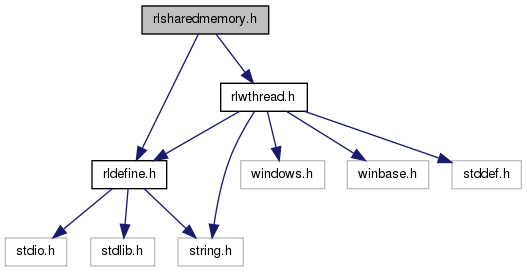 rlsharedmemory.h
rlwthread.h
rldefine.h
windows.h
winbase.h
stddef.h
stdio.h
stdlib.h
string.h